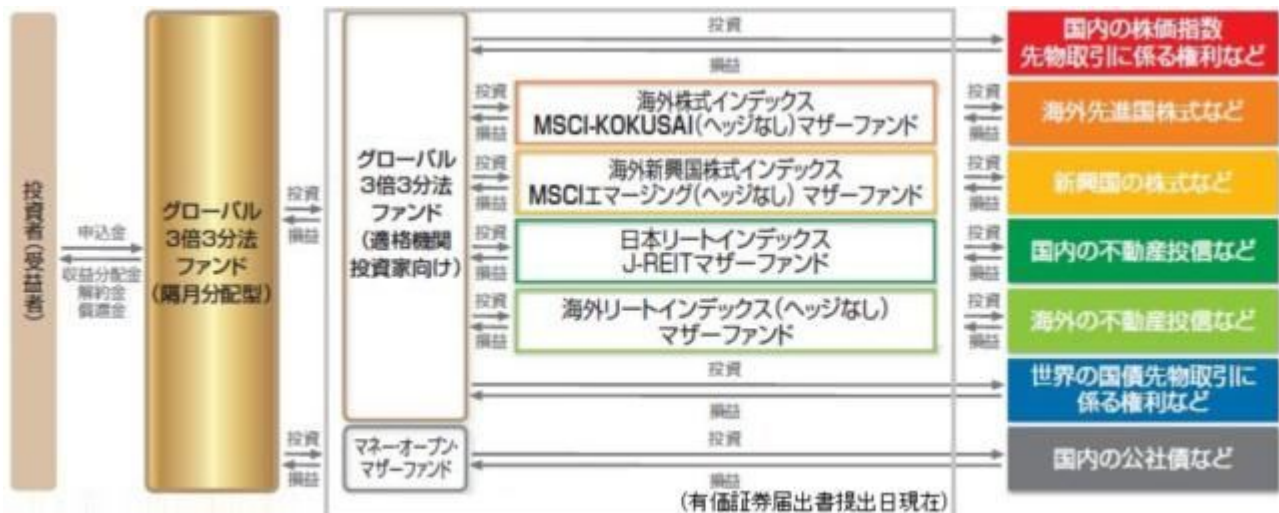 投資者(受益者)
申込金
収益分配金
解約金
償還金
グローバル
3倍3分法
ファンド
(隔月分配型)
投資
損益
投資
損益
グローバル
3倍3分法
ファンド
(適格機関
投資家向け)
マネー・オープン・
マザーファンド
投資
損益
国内の株価指数
先物取引に係る権利など
投資
損益
海外株式インデックス
MSCI-KOKUSAI(ヘッジなし)マザーファンド
投資
損益
海外先進国株式など
投資
損益
海外新興国株式インデックス
MSCIエマージング(ヘッジなし) マザーファンド
投資
損益
新興国の株式など
投資
損益
日本リートインデックス
J-REITマザーファンド
投資
損益
国内の不動産投信など
投資
損益
海外リートインデックス(ヘッジなし)
マザーファンド
投資
損益
海外の不動産投信など
投資
損益
世界の国債先物取引に
係る権利など
投資
損益
国内の公社債など
(有価証券届出書提出日現在)